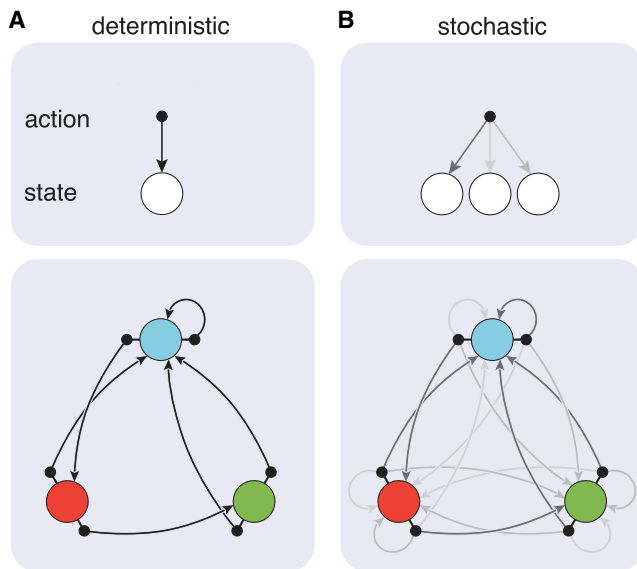 A
deterministic
B
stochastic
action
state